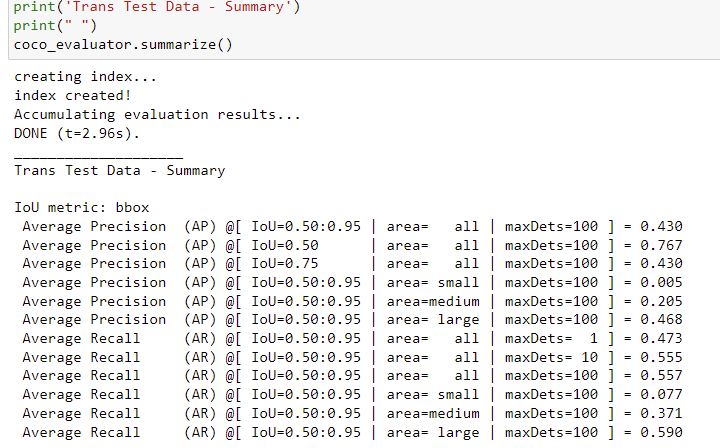 print('Trans Test Data - Summary')
print(" ")
coco_evaluator.summarize()
creating index...
index created!
Accumulating evaluation results...
DONE (t=2.96s).
____________________
Trans Test Data - Summary

IoU metric: bbox
 Average Precision  (AP) @[ IoU=0.50:0.95 | area=   all | maxDets=100 ] = 0.430
 Average Precision  (AP) @[ IoU=0.50      | area=   all | maxDets=100 ] = 0.767
 Average Precision  (AP) @[ IoU=0.75      | area=   all | maxDets=100 ] = 0.430
 Average Precision  (AP) @[ IoU=0.50:0.95 | area= small | maxDets=100 ] = 0.005
 Average Precision  (AP) @[ IoU=0.50:0.95 | area=medium | maxDets=100 ] = 0.205
 Average Precision  (AP) @[ IoU=0.50:0.95 | area= large | maxDets=100 ] = 0.468
 Average Recall     (AR) @[ IoU=0.50:0.95 | area=   all | maxDets=  1 ] = 0.473
 Average Recall     (AR) @[ IoU=0.50:0.95 | area=   all | maxDets= 10 ] = 0.555
 Average Recall     (AR) @[ IoU=0.50:0.95 | area=   all | maxDets=100 ] = 0.557
 Average Recall     (AR) @[ IoU=0.50:0.95 | area= small | maxDets=100 ] = 0.077
 Average Recall     (AR) @[ IoU=0.50:0.95 | area=medium | maxDets=100 ] = 0.371
 Average Recall     (AR) @[ IoU=0.50:0.95 | area= large | maxDets=100 ] = 0.590